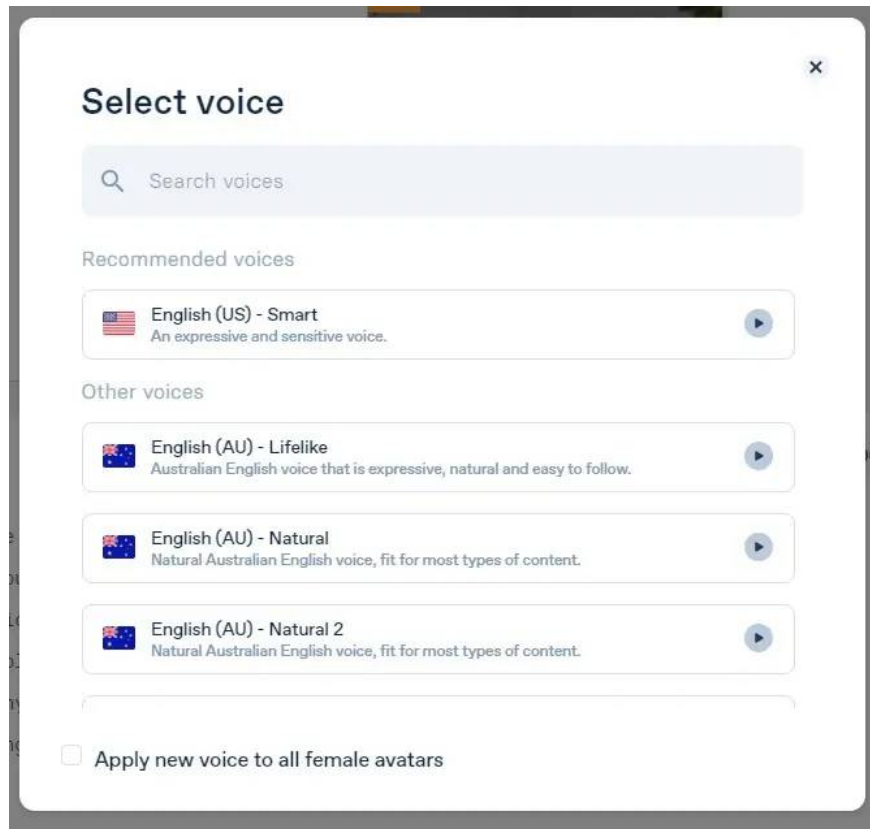 Select voice
Search voices
Recommended voices
English (US) - Smart
An expressive and sensitive voice.
Other voices
English (AU) - Lifelike
Australian English voice that is expressive, natural and easy to follow.
English (AU) - Natural
Natural Australian English voice, fit for most types of content.
English (AU) - Natural 2
Natural Australian English voice, fit for most types of content.
Apply new voice to all female avatars